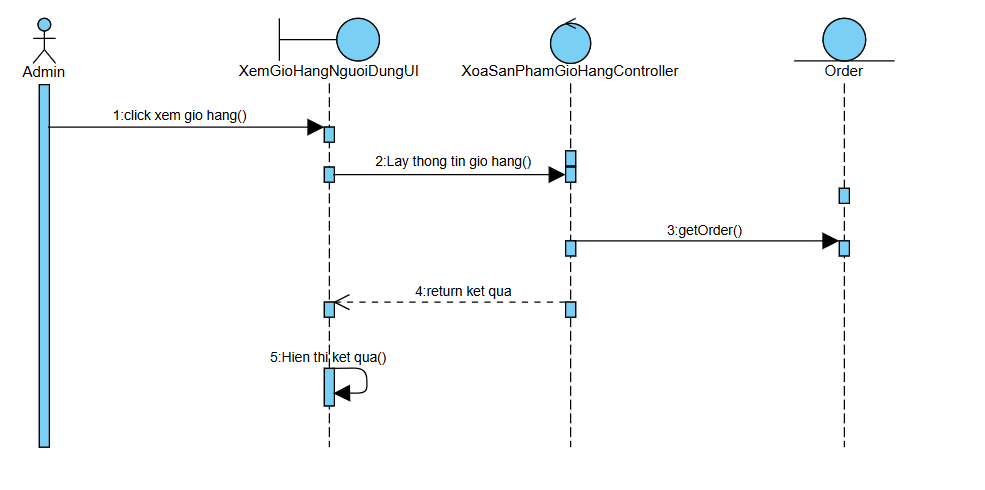 Admin
XemGioHangNguoiDungUI
XoaSanPhamGioHangController
Order
1:click xem gio hang()
2:Lay thong tin gio hang()
3:getOrder()
4:return ket qua
5:Hien thi ket qua()